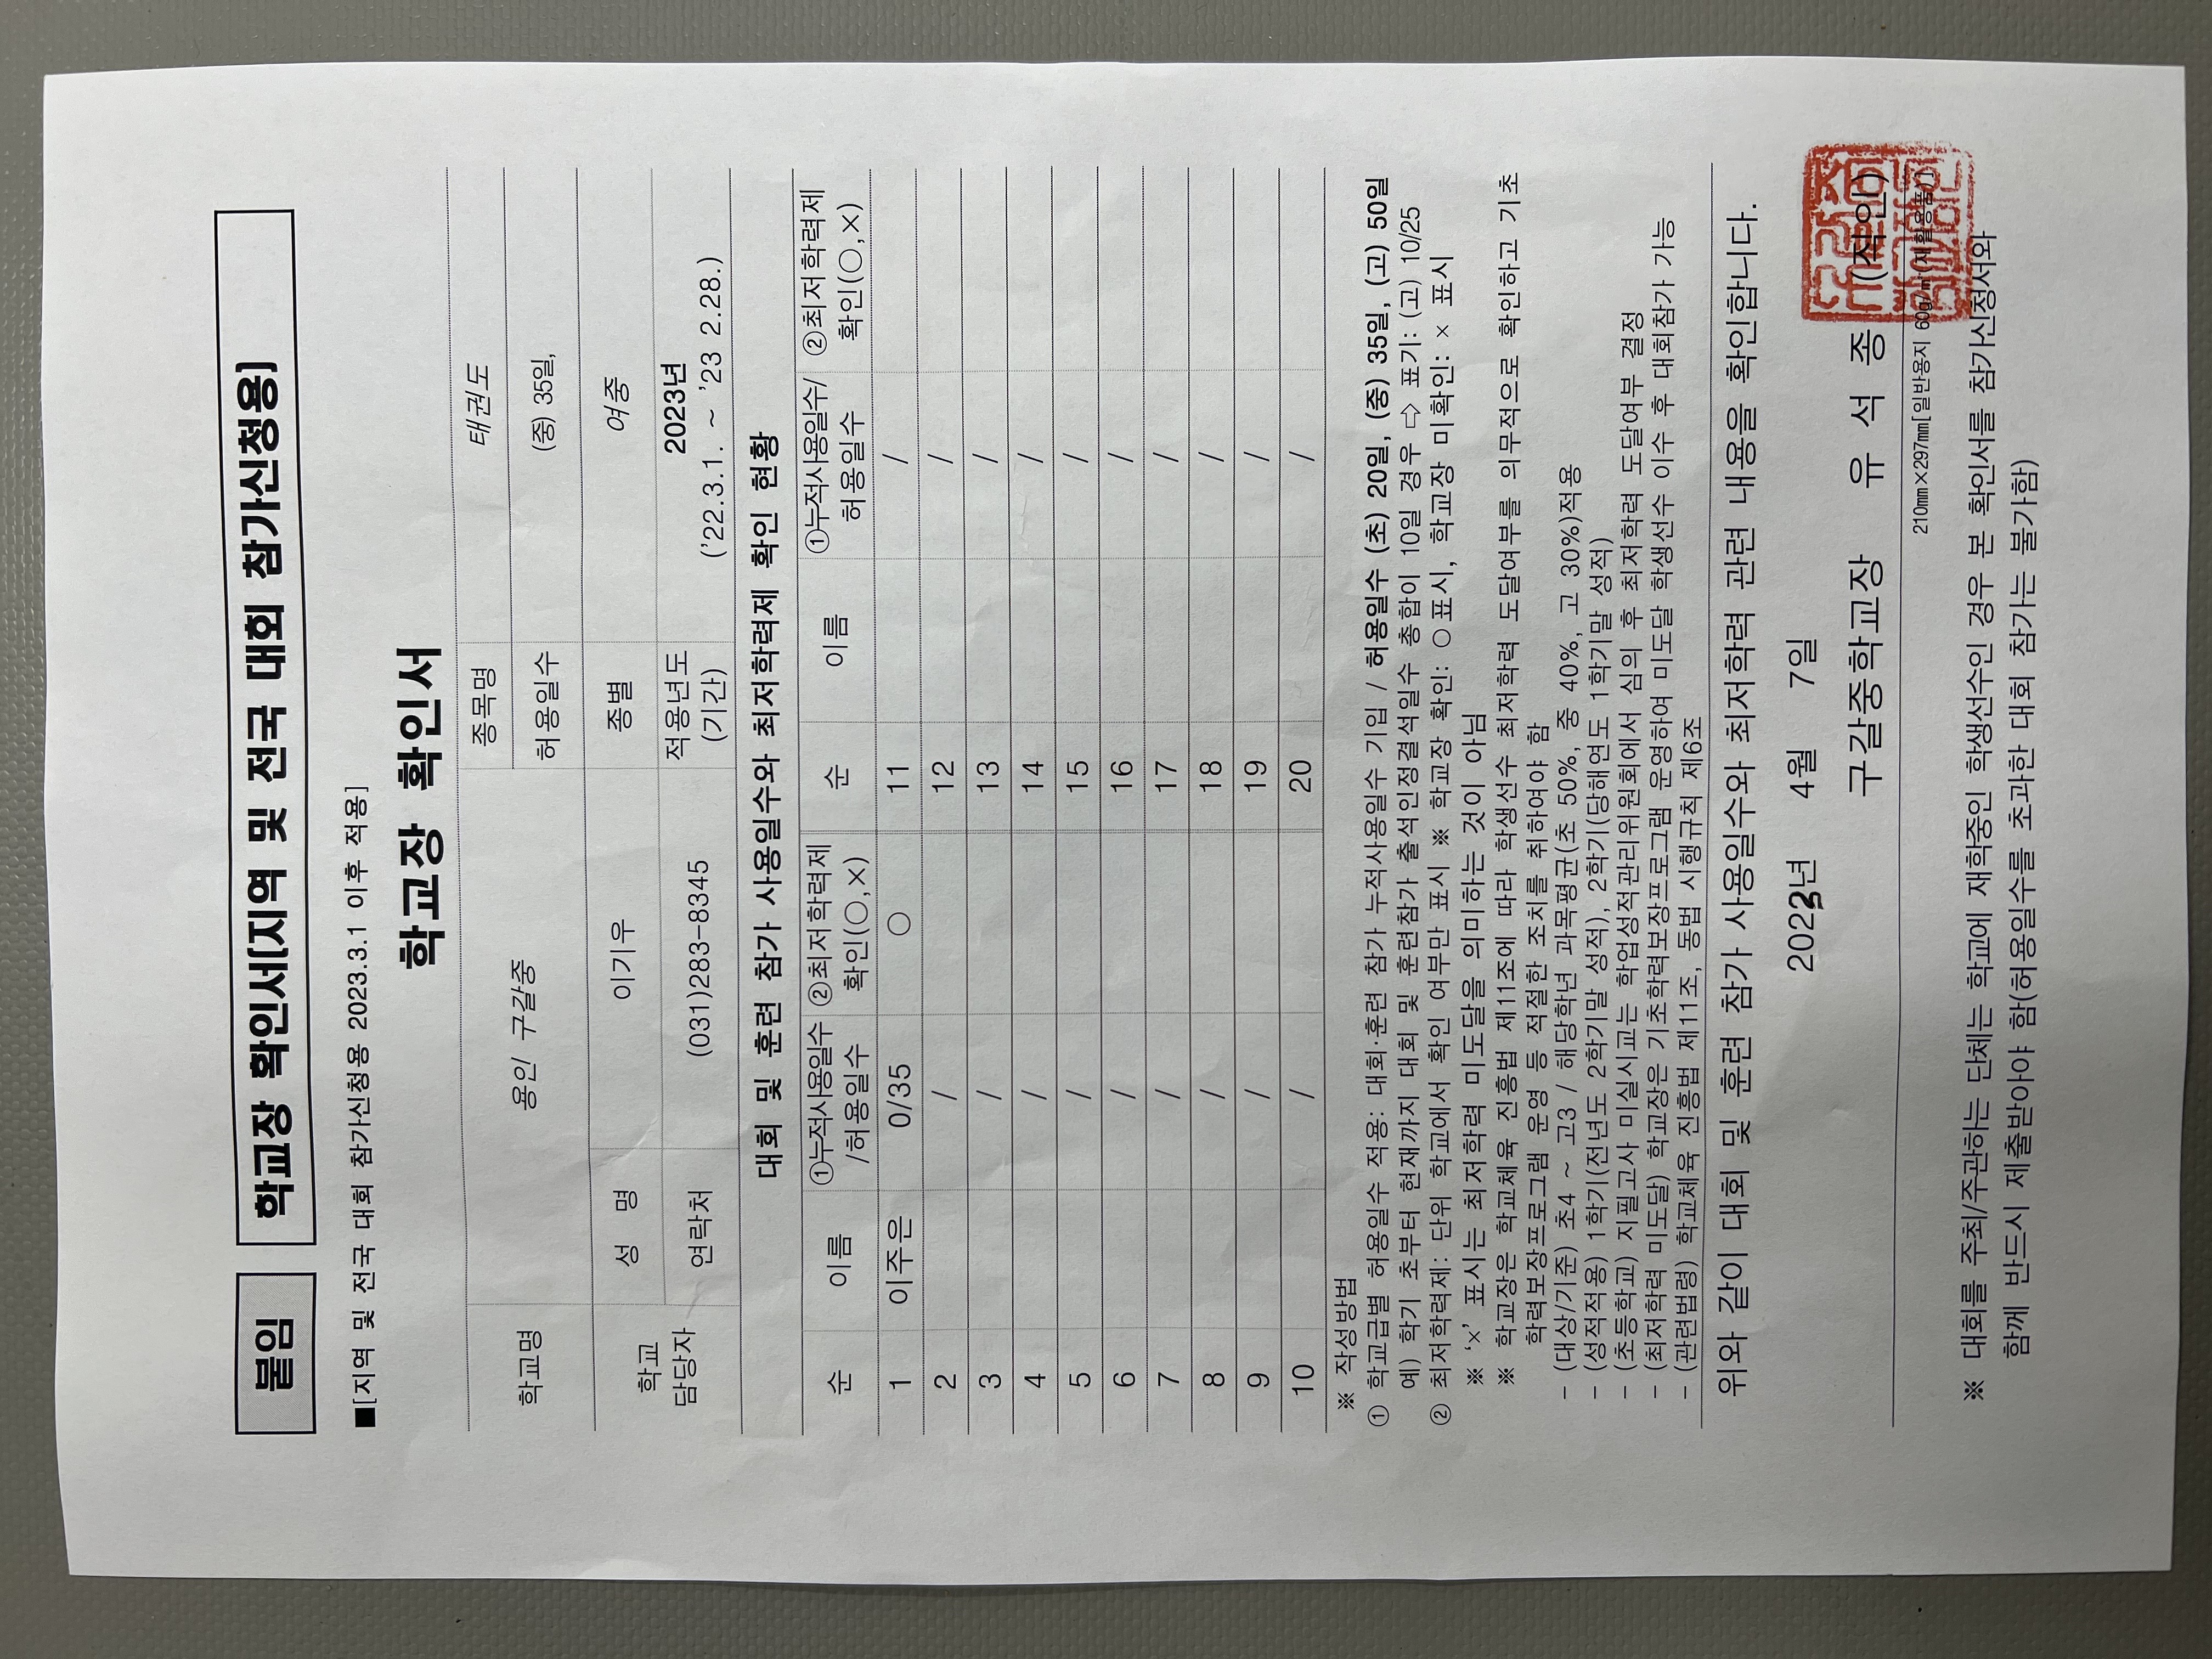 붙임 학교장 확인서[지역 및 전국 대회 참가신청용]
■[지역 및 전국 대회 참가신청용 2023.3.1 이후 적용]
학교장 확인서
학교명 용인 구갈중 종목명 태권도
허용일수 (중) 35일,
학교 담당자 성 명 이기우 종별 여중
연락처 (031)283-8345 적용년도 (기간) 2023년
('22.3.1. ~ '23 2.28.)
대회 및 훈련 참가 사용일수와 최저학력제 확인 현황
순 이름 ①누적사용일수 /허용일수 ②최저학력제 확인(○,×) 순 이름 ①누적사용일수/ 허용일수 ②최저학력제 확인(○,×)
1 이주은 0/35 ○ 11 /
2 / 12 /
3 / 13 /
4 / 14 /
5 / 15 /
6 / 16 /
7 / 17 /
8 / 18 /
9 / 19 /
10 / 20 /
※ 작성방법
① 학교급별 허용일수 적용: 대회·훈련 참가 누적사용일수 기입 / 허용일수 (초) 20일, (중) 35일, (고) 50일
예) 학기 초부터 현재까지 대회 및 훈련참가 출석인정결석일수 총합이 10일 경우 ⇨ 표기: (고) 10/25
② 최저학력제: 단위 학교에서 확인 여부만 표시 ※ 학교장 확인: ○표시, 학교장 미확인: × 표시
※ '×' 표시는 최저학력 미도달을 의미하는 것이 아님
※ 학교장은 학교체육 진흥법 제11조에 따라 학생선수 최저학력 도달여부를 의무적으로 확인하고 기초
학력보장프로그램 운영 등 적절한 조치를 취하여야 함
- (대상/기준) 초4 ~ 고3 / 해당학년 과목평균(초 50%, 중 40%, 고 30%)적용
- (성적적용) 1학기(전년도 2학기말 성적), 2학기(당해연도 1학기말 성적)
- (초등학교) 지필고사 미실시교는 학업성적관리위원회에서 심의 후 최저학력 도달여부 결정
- (최저학력 미도달) 학교장은 기초학력보장프로그램 운영하여 미도달 학생선수 이수 후 대회참가 가능
- (관련법령) 학교체육 진흥법 제11조, 동법 시행규칙 제6조
위와 같이 대회 및 훈련 참가 사용일수와 최저학력 관련 내용을 확인합니다.
2023년 4월 7일
구갈중학교장 유 석 종 (직인)
210㎜×297㎜[일반용지 60g/㎡(재활용품)]
※ 대회를 주최/주관하는 단체는 학교에 재학중인 학생선수인 경우 본 확인서를 참가신청서와
함께 반드시 제출받아야 함(허용일수를 초과한 대회 참가는 불가함)